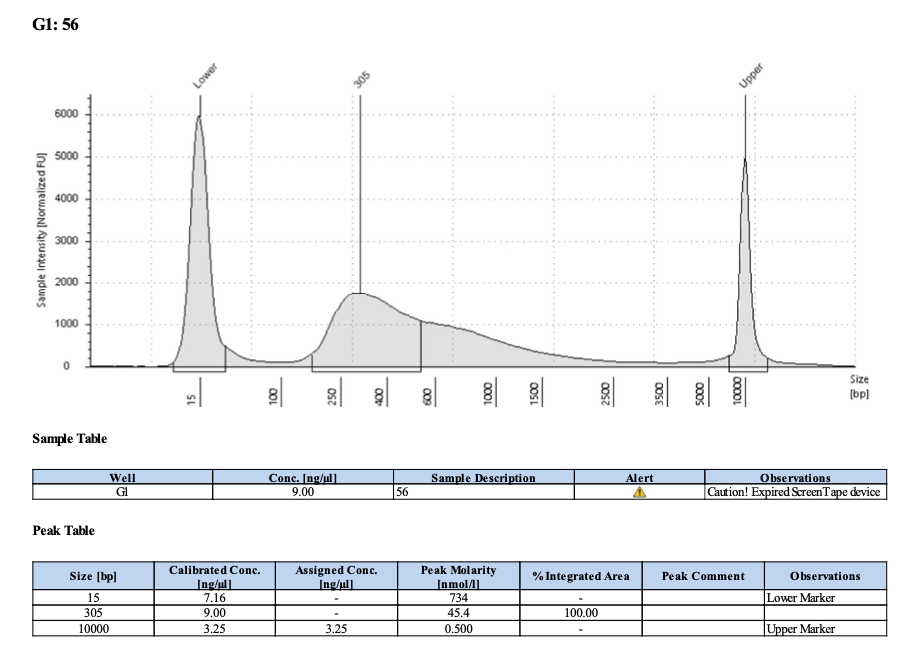 G1: 56
Lower
305
Upper
Sample Intensity [Normalized FU]
6000
5000
4000
3000
2000
1000
0
15
100
250
400
600
1000
1500
2500
3500
5000
10000
Size
[bp]
Sample Table
Well Conc. [ng/µl] Sample Description Alert Observations
G1 9.00 56 Caution! Expired ScreenTape device
Peak Table
Size [bp] Calibrated Conc. [ng/µl] Assigned Conc. [ng/µl] Peak Molarity [nmol/l] % Integrated Area Peak Comment Observations
15 7.16 - 734 - Lower Marker
305 9.00 - 45.4 100.00
10000 3.25 3.25 0.500 - Upper Marker